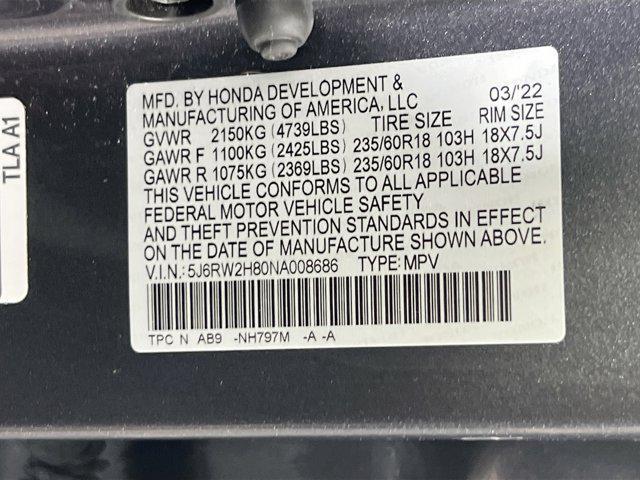 TLA A1
MFD. BY HONDA DEVELOPMENT &
MANUFACTURING OF AMERICA, LLC 03/'22
GVWR 2150KG (4739LBS) TIRE SIZE RIM SIZE
GAWR F 1100KG (2425LBS) 235/60R18 103H 18X7.5J
GAWR R 1075KG (2369LBS) 235/60R18 103H 18X7.5J
THIS VEHICLE CONFORMS TO ALL APPLICABLE
FEDERAL MOTOR VEHICLE SAFETY
AND THEFT PREVENTION STANDARDS IN EFFECT
ON THE DATE OF MANUFACTURE SHOWN ABOVE.
V.I.N.: 5J6RW2H80NA008686 TYPE: MPV
TPC N AB9 -NH797M -A -A